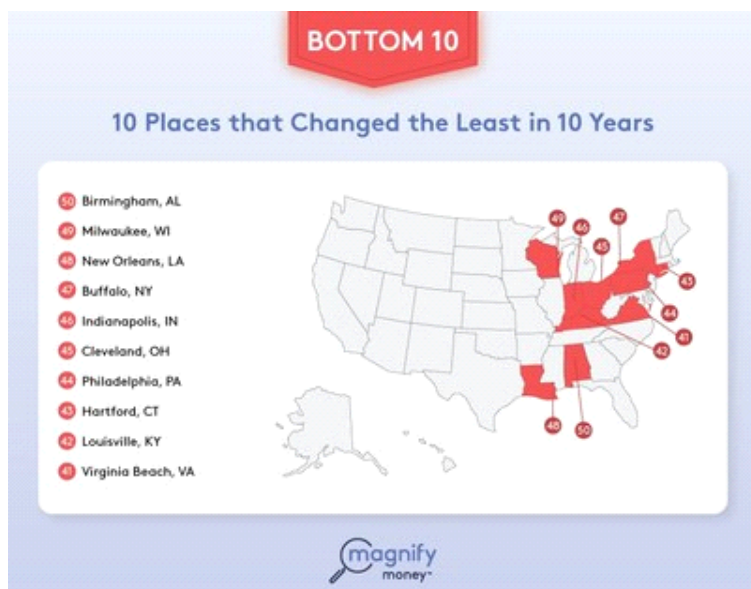 BOTTOM 10
10 Places that Changed the Least in 10 Years
50 Birmingham, AL
49 Milwaukee, WI
48 New Orleans, LA
47 Buffalo, NY
46 Indianapolis, IN
45 Cleveland, OH
44 Philadelphia, PA
43 Hartford, CT
42 Louisville, KY
41 Virginia Beach, VA
49
46
47
45
43
44
41
42
48
50
magnify
money